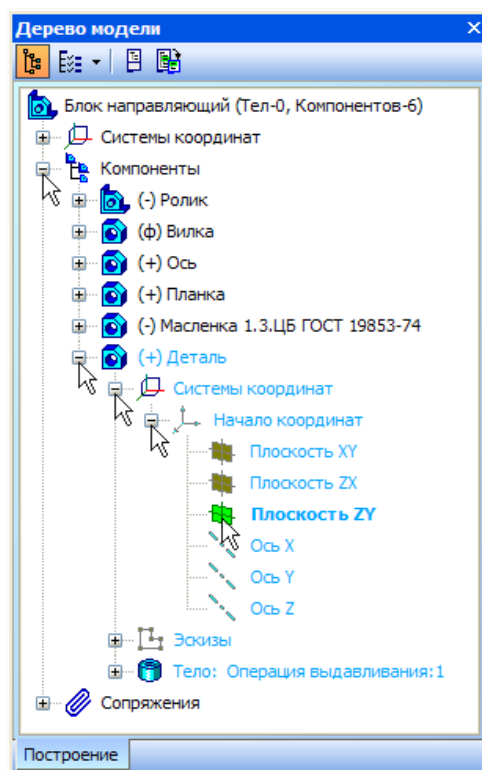 Дерево модели
Блок направляющий (Тел-0, Компонентов-6)
Системы координат
Компоненты
(-) Ролик
(ф) Вилка
(+) Ось
(+) Планка
(-) Масленка 1.3.ЦБ ГОСТ 19853-74
(+) Деталь
Системы координат
Начало координат
Плоскость XY
Плоскость ZX
Плоскость ZY
Ось X
Ось Y
Ось Z
Эскизы
Тело: Операция выдавливания:1
Сопряжения
Построение